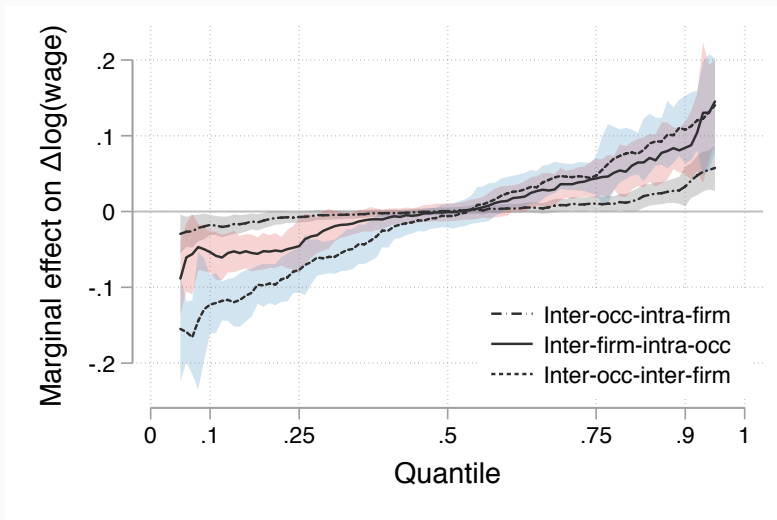 Marginal effect on Δlog(wage)
.2
.1
0
-.1
-.2
Inter-occ-intra-firm
Inter-firm-intra-occ
Inter-occ-inter-firm
0 .1 .25 .5 .75 .9 1
Quantile